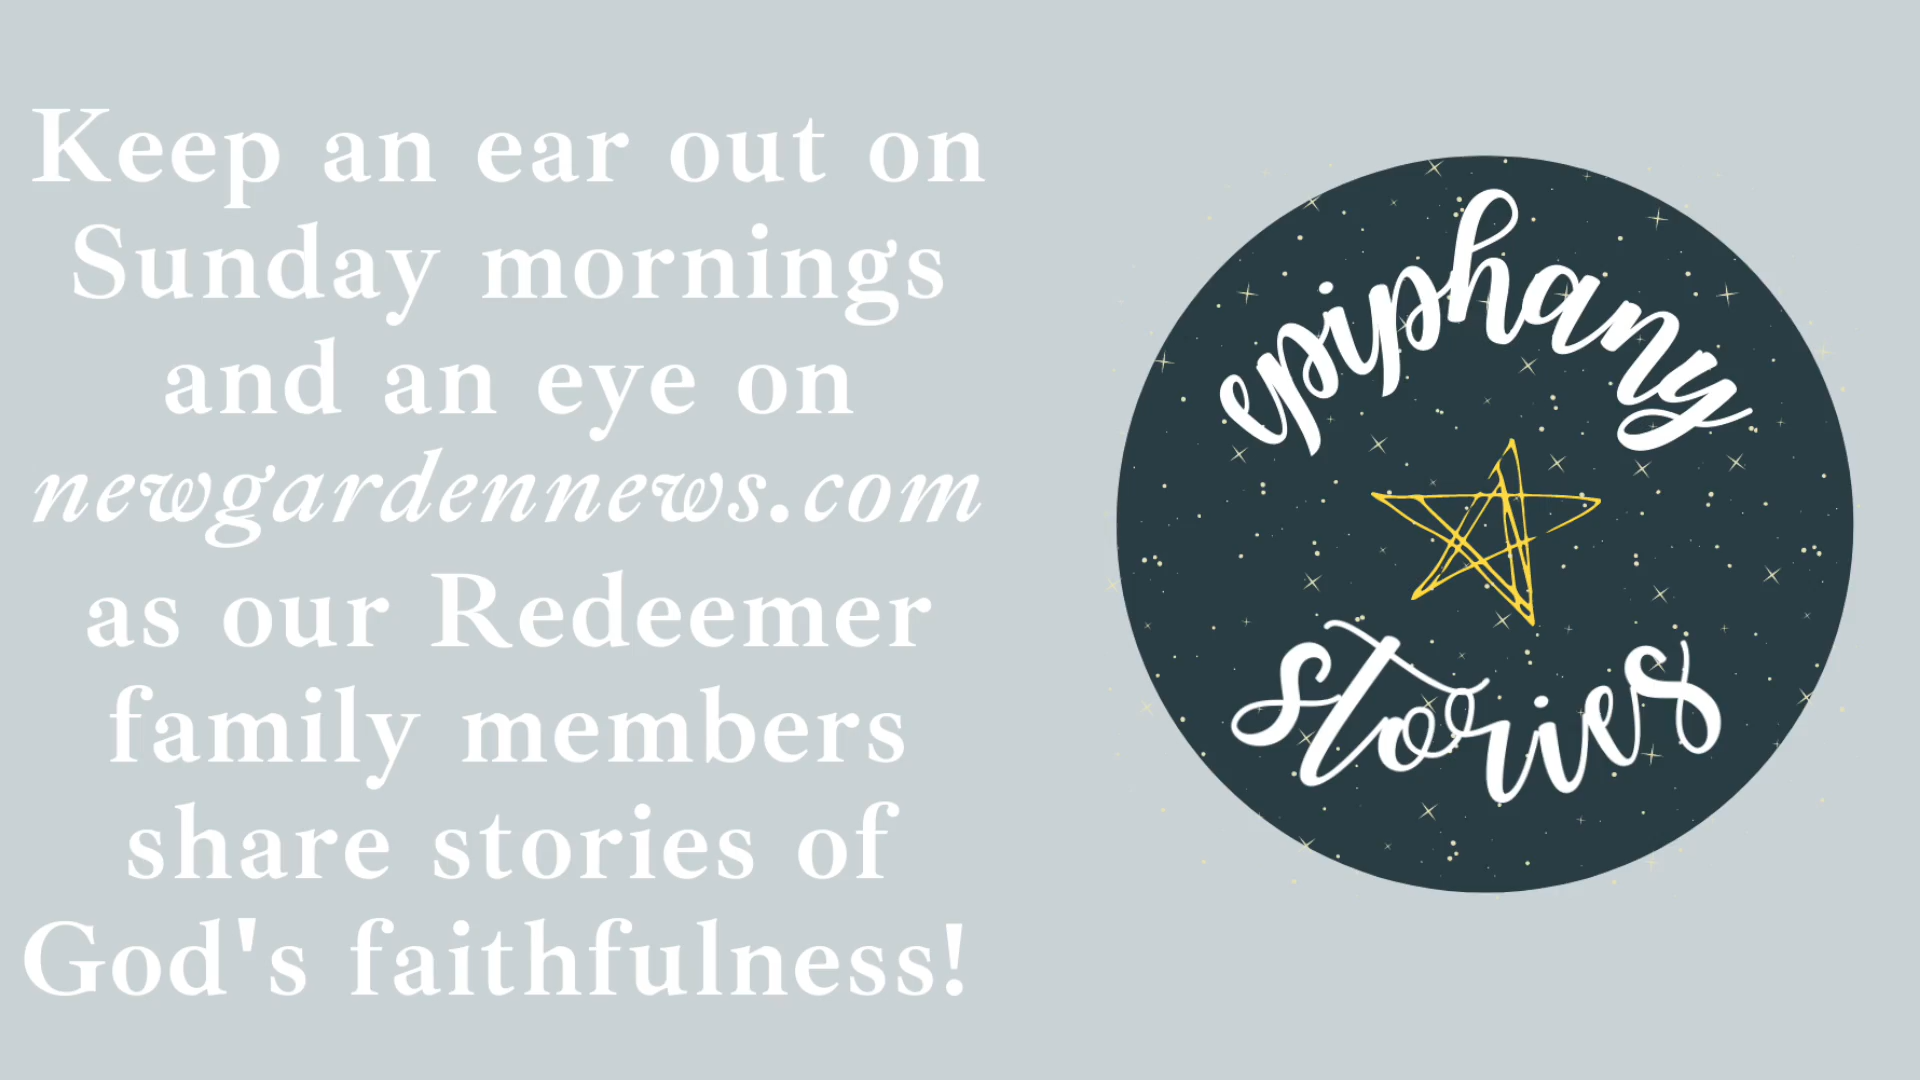 Keep an ear out on
Sunday mornings
and an eye on
newgardennews.com
as our Redeemer
family members
share stories of
God's faithfulness!
epiphany
stories